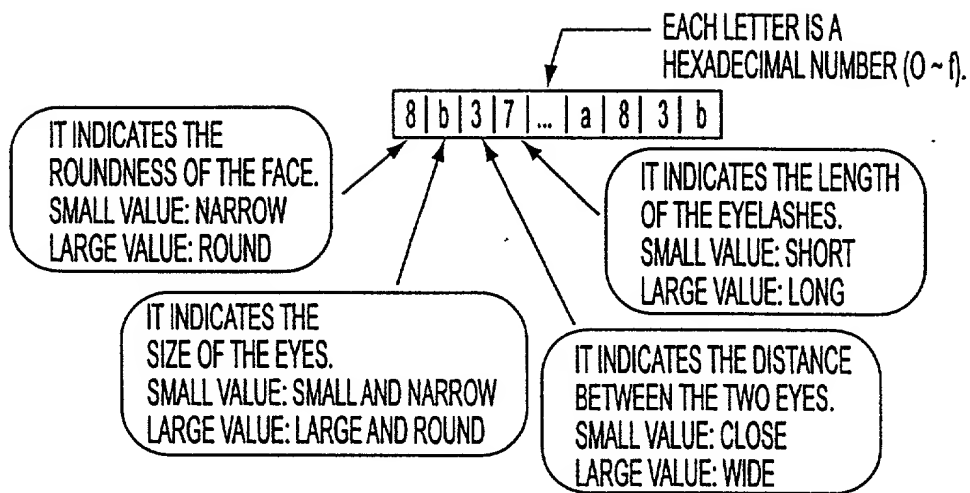 EACH LETTER IS A
HEXADECIMAL NUMBER (0 ~ f).
8 | b | 3 | 7 | ... | a | 8 | 3 | b
IT INDICATES THE
ROUNDNESS OF THE FACE.
SMALL VALUE: NARROW
LARGE VALUE: ROUND
IT INDICATES THE LENGTH
OF THE EYELASHES.
SMALL VALUE: SHORT
LARGE VALUE: LONG
IT INDICATES THE
SIZE OF THE EYES.
SMALL VALUE: SMALL AND NARROW
LARGE VALUE: LARGE AND ROUND
IT INDICATES THE DISTANCE
BETWEEN THE TWO EYES.
SMALL VALUE: CLOSE
LARGE VALUE: WIDE